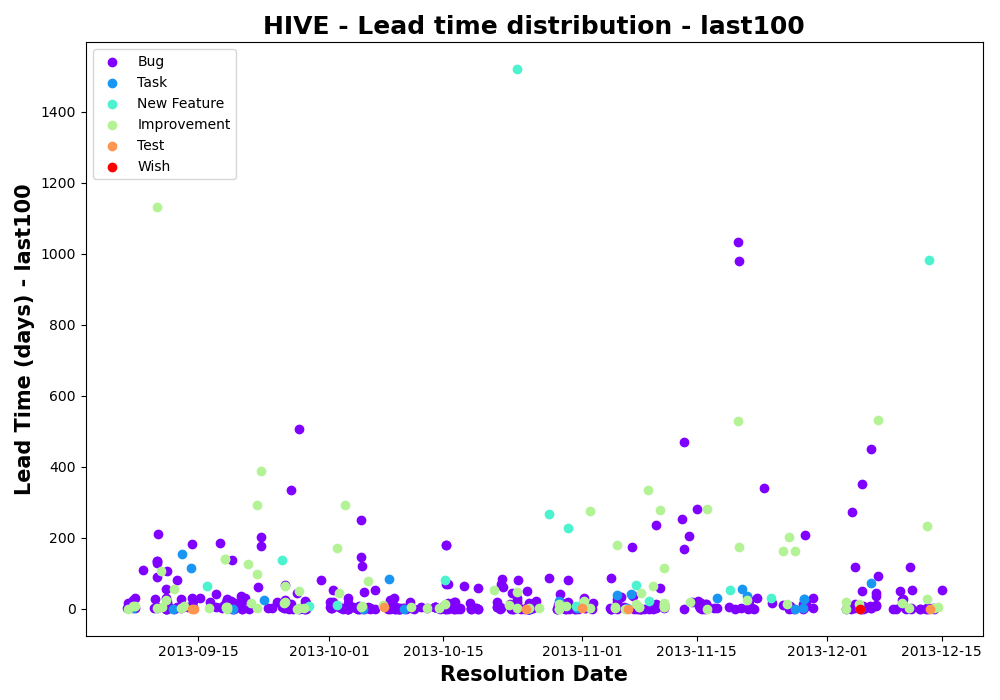 HIVE - Lead time distribution - last100
Bug
Task
New Feature
Improvement
Test
Wish
Lead Time (days) - last100
1400
1200
1000
800
600
400
200
0
2013-09-15
2013-10-01
2013-10-15
2013-11-01
2013-11-15
2013-12-01
2013-12-15
Resolution Date